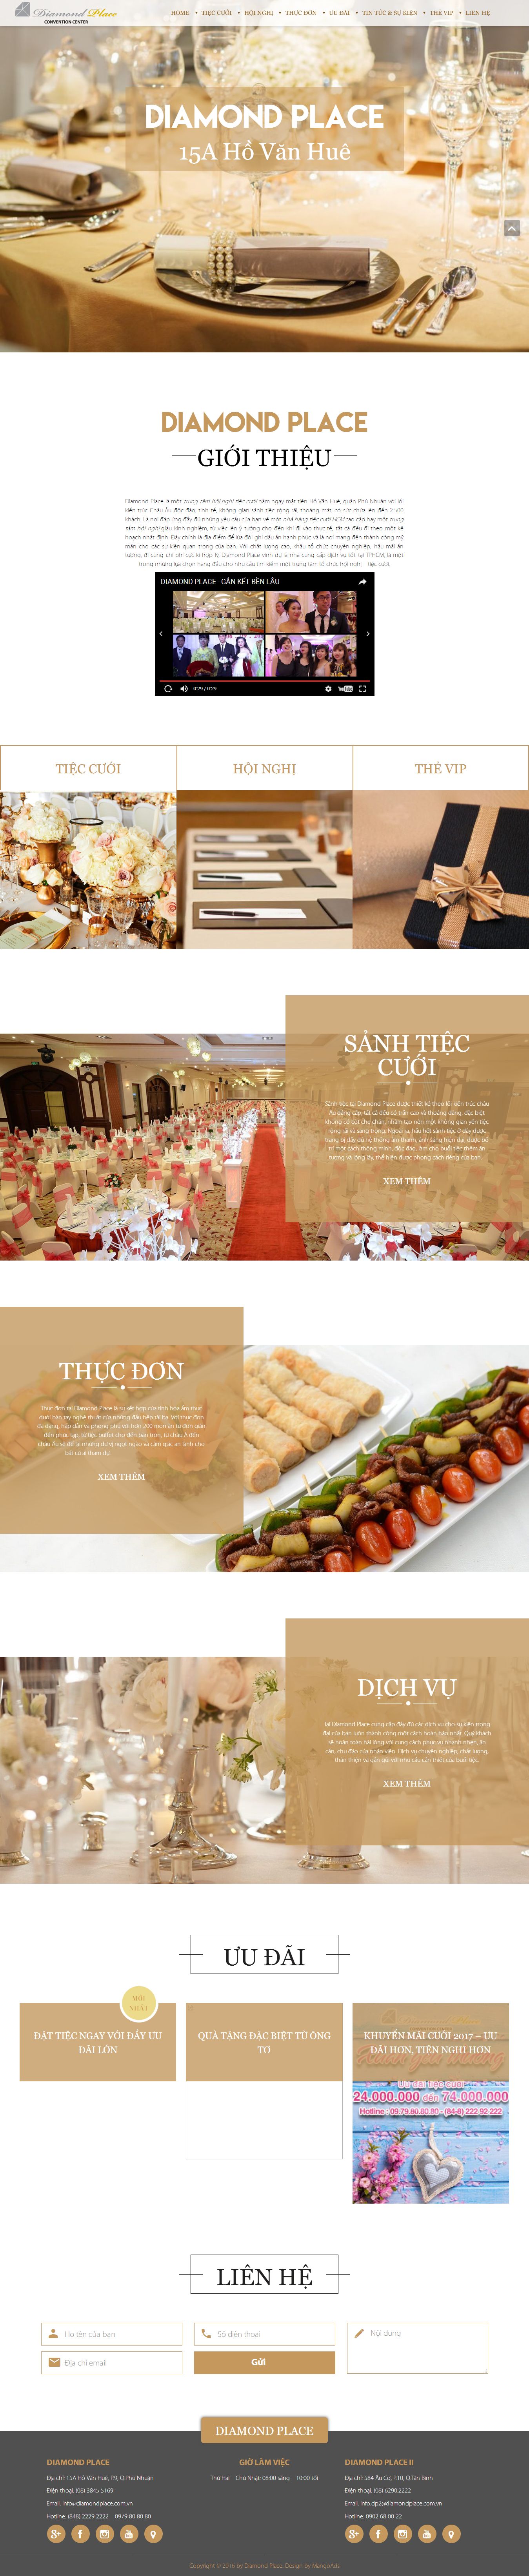 Diamond Place
CONVENTION CENTER
HOME • TIỆC CƯỚI • HỘI NGHỊ • THỰC ĐƠN • ƯU ĐÃI • TIN TỨC & SỰ KIỆN • THẺ VIP • LIÊN HỆ
DIAMOND PLACE
15A Hồ Văn Huê
DIAMOND PLACE
GIỚI THIỆU
Diamond Place là một trung tâm hội nghị tiệc cưới nằm ngay mặt tiền Hồ Văn Huê, quận Phú Nhuận với lối
kiến trúc Châu Âu độc đáo, tinh tế, không gian sảnh tiệc rộng rãi, thoáng mát, có sức chứa lên đến 2,500
khách. Là nơi đáp ứng đầy đủ những yêu cầu của bạn về một nhà hàng tiệc cưới HCM cao cấp hay một trung
tâm hội nghị giàu kinh nghiệm, từ việc lên ý tưởng cho đến khi đi vào thực tế, tất cả đều đi theo một kế
hoạch nhất định. Đây chính là địa điểm để lứa đôi ghi dấu ấn hạnh phúc và là nơi mang đến thành công mỹ
mãn cho các sự kiện quan trọng của bạn. Với chất lượng cao, khâu tổ chức chuyên nghiệp, hậu mãi ấn
tượng, đi cùng chi phí cực kì hợp lý, Diamond Place vinh dự là nhà cung cấp dịch vụ tốt tại TPHCM, là một
trong những lựa chọn hàng đầu cho nhu cầu tìm kiếm một trung tâm tổ chức hội nghị, tiệc cưới.
DIAMOND PLACE - GẮN KẾT BỀN LÂU
0:29 / 0:29
YouTube
TIỆC CƯỚI
HỘI NGHỊ
THẺ VIP
SẢNH TIỆC
CƯỚI
Sảnh tiệc tại Diamond Place được thiết kế theo lối kiến trúc châu
Âu đẳng cấp, tất cả đều có trần cao và thoáng đãng, đặc biệt
không có cột che chắn nhằm tạo nên một không gian yến tiệc
rộng rãi và sang trọng. Ngoài ra, hầu hết sảnh tiệc ở đây được
trang bị đầy đủ hệ thống âm thanh, ánh sáng hiện đại, được bố
trí một cách thông minh, độc đáo, làm cho buổi tiệc thêm ấn
tượng và lộng lẫy, thể hiện được phong cách riêng của bạn.
XEM THÊM
THỰC ĐƠN
Thực đơn tại Diamond Place là sự kết hợp của tinh hoa ẩm thực
dưới bàn tay nghệ thuật của những đầu bếp tài ba. Với thực đơn
đa dạng, hấp dẫn và phong phú với hơn 200 món ăn từ đơn giản
đến phức tạp, từ tiệc buffet cho đến bàn tròn, từ châu Á đến
châu Âu sẽ để lại những dư vị ngọt ngào và cảm giác an lành cho
bất cứ ai tham dự.
XEM THÊM
DỊCH VỤ
Tại Diamond Place cung cấp đầy đủ các dịch vụ cho sự kiện trọng
đại của bạn luôn thành công một cách hoàn hảo nhất. Quý khách
sẽ hoàn toàn hài lòng với cung cách phục vụ nhanh nhẹn, ân
cần, chu đáo của nhân viên. Dịch vụ chuyên nghiệp, chất lượng,
thân thiện và gần gũi với nhu cầu cần thiết của buổi tiệc.
XEM THÊM
ƯU ĐÃI
MỚI
NHẤT
ĐẶT TIỆC NGAY VỚI ĐẦY ƯU
ĐÃI LỚN
QUÀ TẶNG ĐẶC BIỆT TỪ ÔNG
TƠ
KHUYẾN MÃI CƯỚI 2017 – ƯU
ĐÃI HƠN, TIỆN NGHI HƠN
24.000.000 đến 74.000.000
Hotline : 09.79.80.80.80 - (84-8) 222 92 222
LIÊN HỆ
Họ tên của bạn
Số điện thoại
Nội dung
Địa chỉ email
Gửi
DIAMOND PLACE
DIAMOND PLACE
Địa chỉ: 15A Hồ Văn Huê, P.9, Q.Phú Nhuận
Điện thoại: (08) 3845 5169
Email: info@diamondplace.com.vn
Hotline: (848) 2229 2222 0979 80 80 80
GIỜ LÀM VIỆC
Thứ Hai Chủ Nhật: 08:00 sáng 10:00 tối
DIAMOND PLACE II
Địa chỉ: 584 Âu Cơ, P.10, Q.Tân Bình
Điện thoại: (08) 6290.2222
Email: info.dp2@diamondplace.com.vn
Hotline: 0902 68 00 22
Copyright © 2016 by Diamond Place. Design by MangoAds